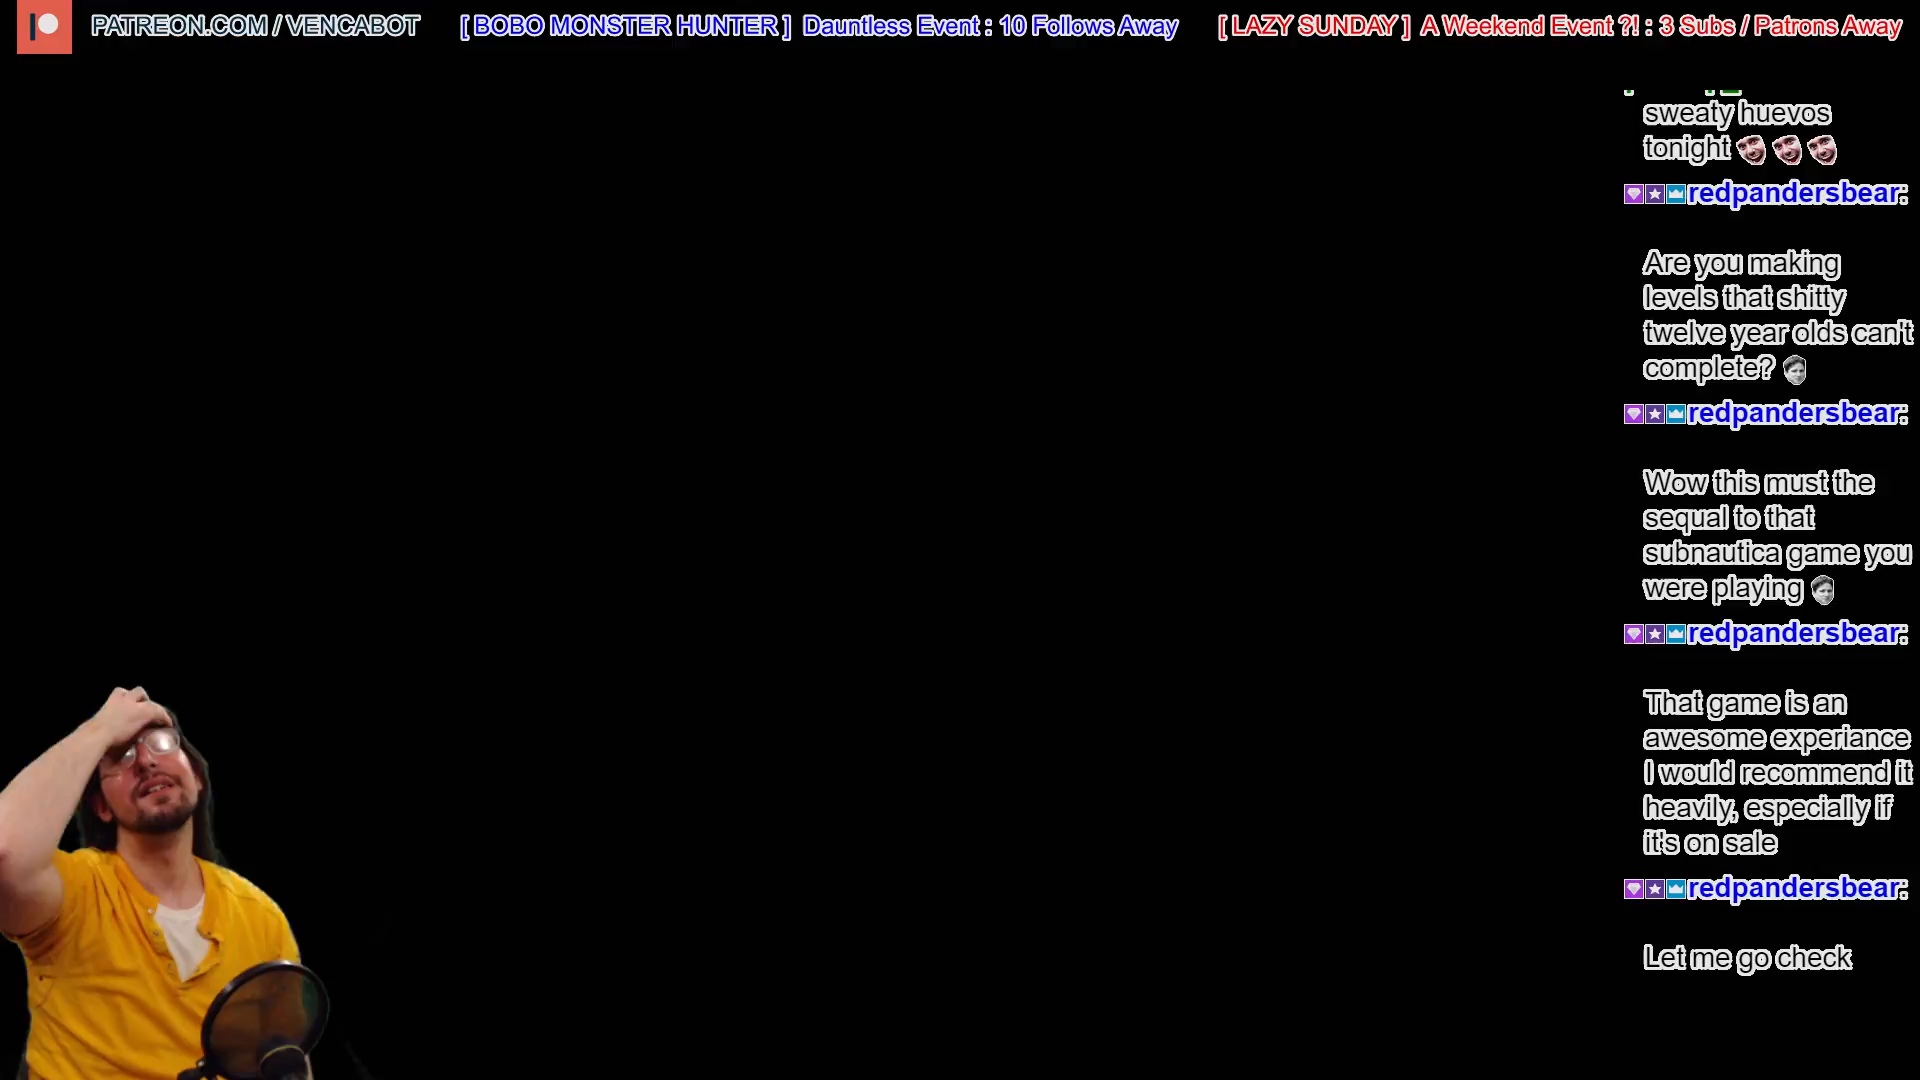 PATREON.COM / VENCABOT [ BOBO MONSTER HUNTER ] Dauntless Event : 10 Follows Away [ LAZY SUNDAY ] A Weekend Event ?! : 3 Subs / Patrons Away
sweaty huevos
tonight
redpandersbear:
Are you making
levels that shitty
twelve year olds can't
complete?
redpandersbear:
Wow this must the
sequal to that
subnautica game you
were playing
redpandersbear:
That game is an
awesome experiance
I would recommend it
heavily, especially if
it's on sale
redpandersbear:
Let me go check